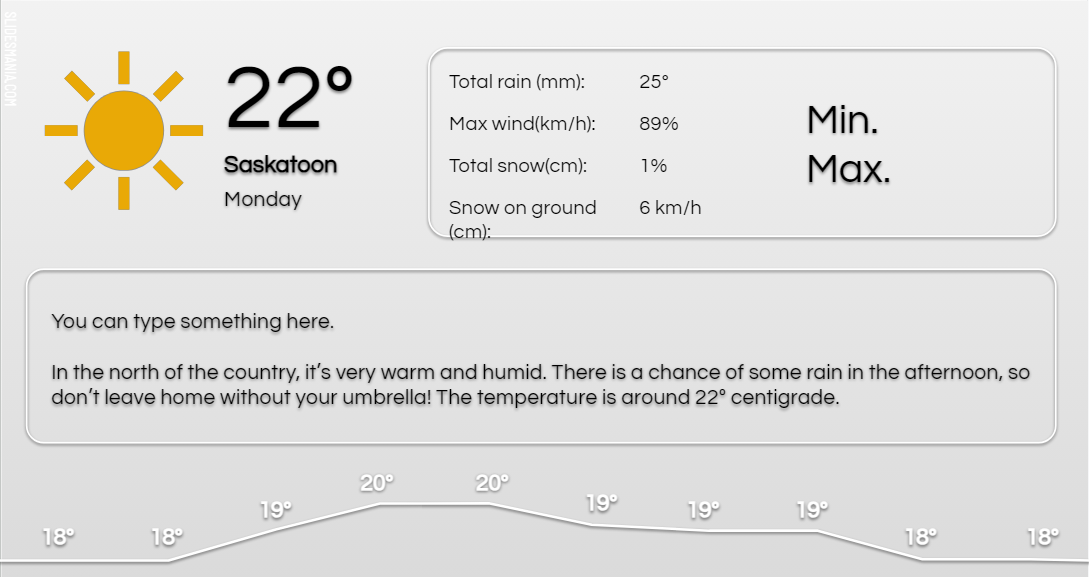 SLIDESMANIA.COM
22°
Saskatoon
Monday
Total rain (mm): 25°
Max wind(km/h): 89%
Total snow(cm): 1%
Snow on ground 6 km/h
(cm):
Min.
Max.
You can type something here.
In the north of the country, it’s very warm and humid. There is a chance of some rain in the afternoon, so
don’t leave home without your umbrella! The temperature is around 22° centigrade.
18° 18° 19° 20° 20° 19° 19° 19° 18° 18°